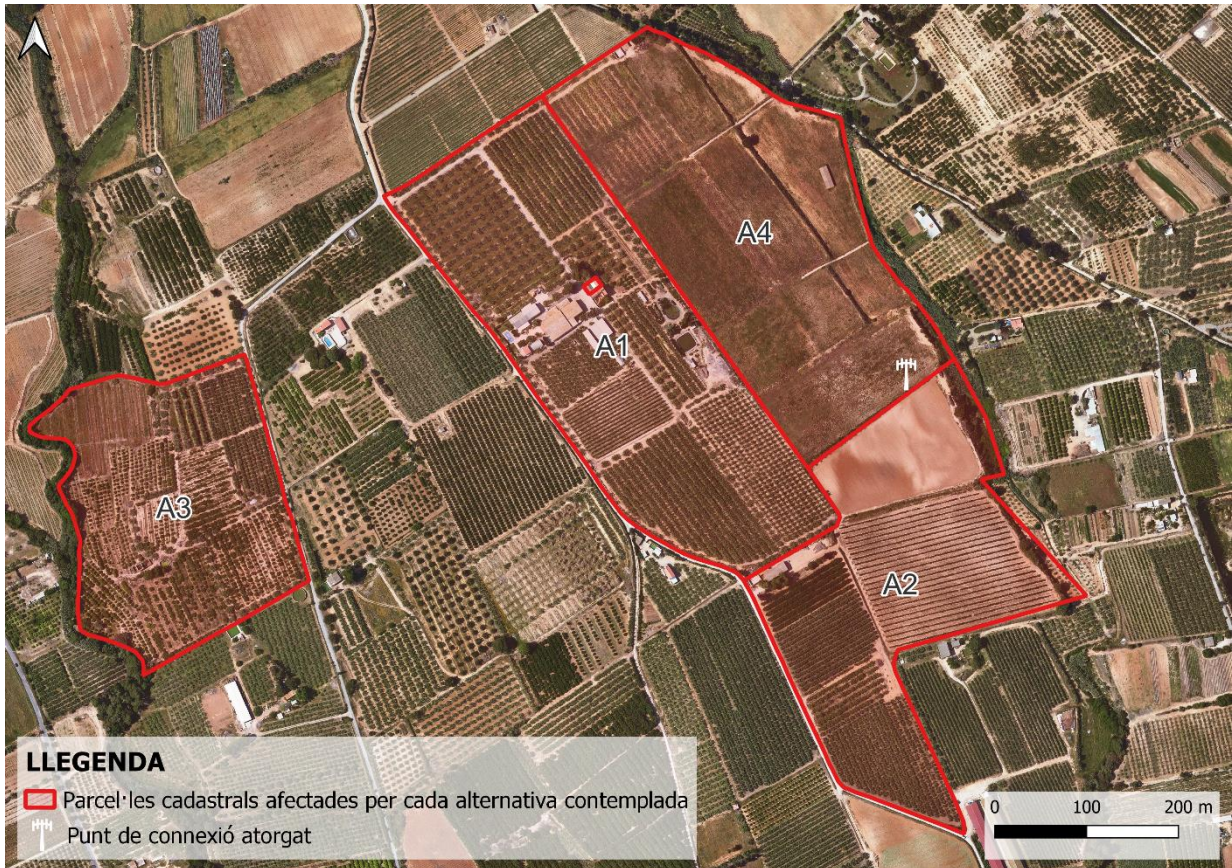 A4
A1
A3
A2
LLEGENDA
Parcel·les cadastrals afectades per cada alternativa contemplada
Punt de connexió atorgat
0 100 200 m